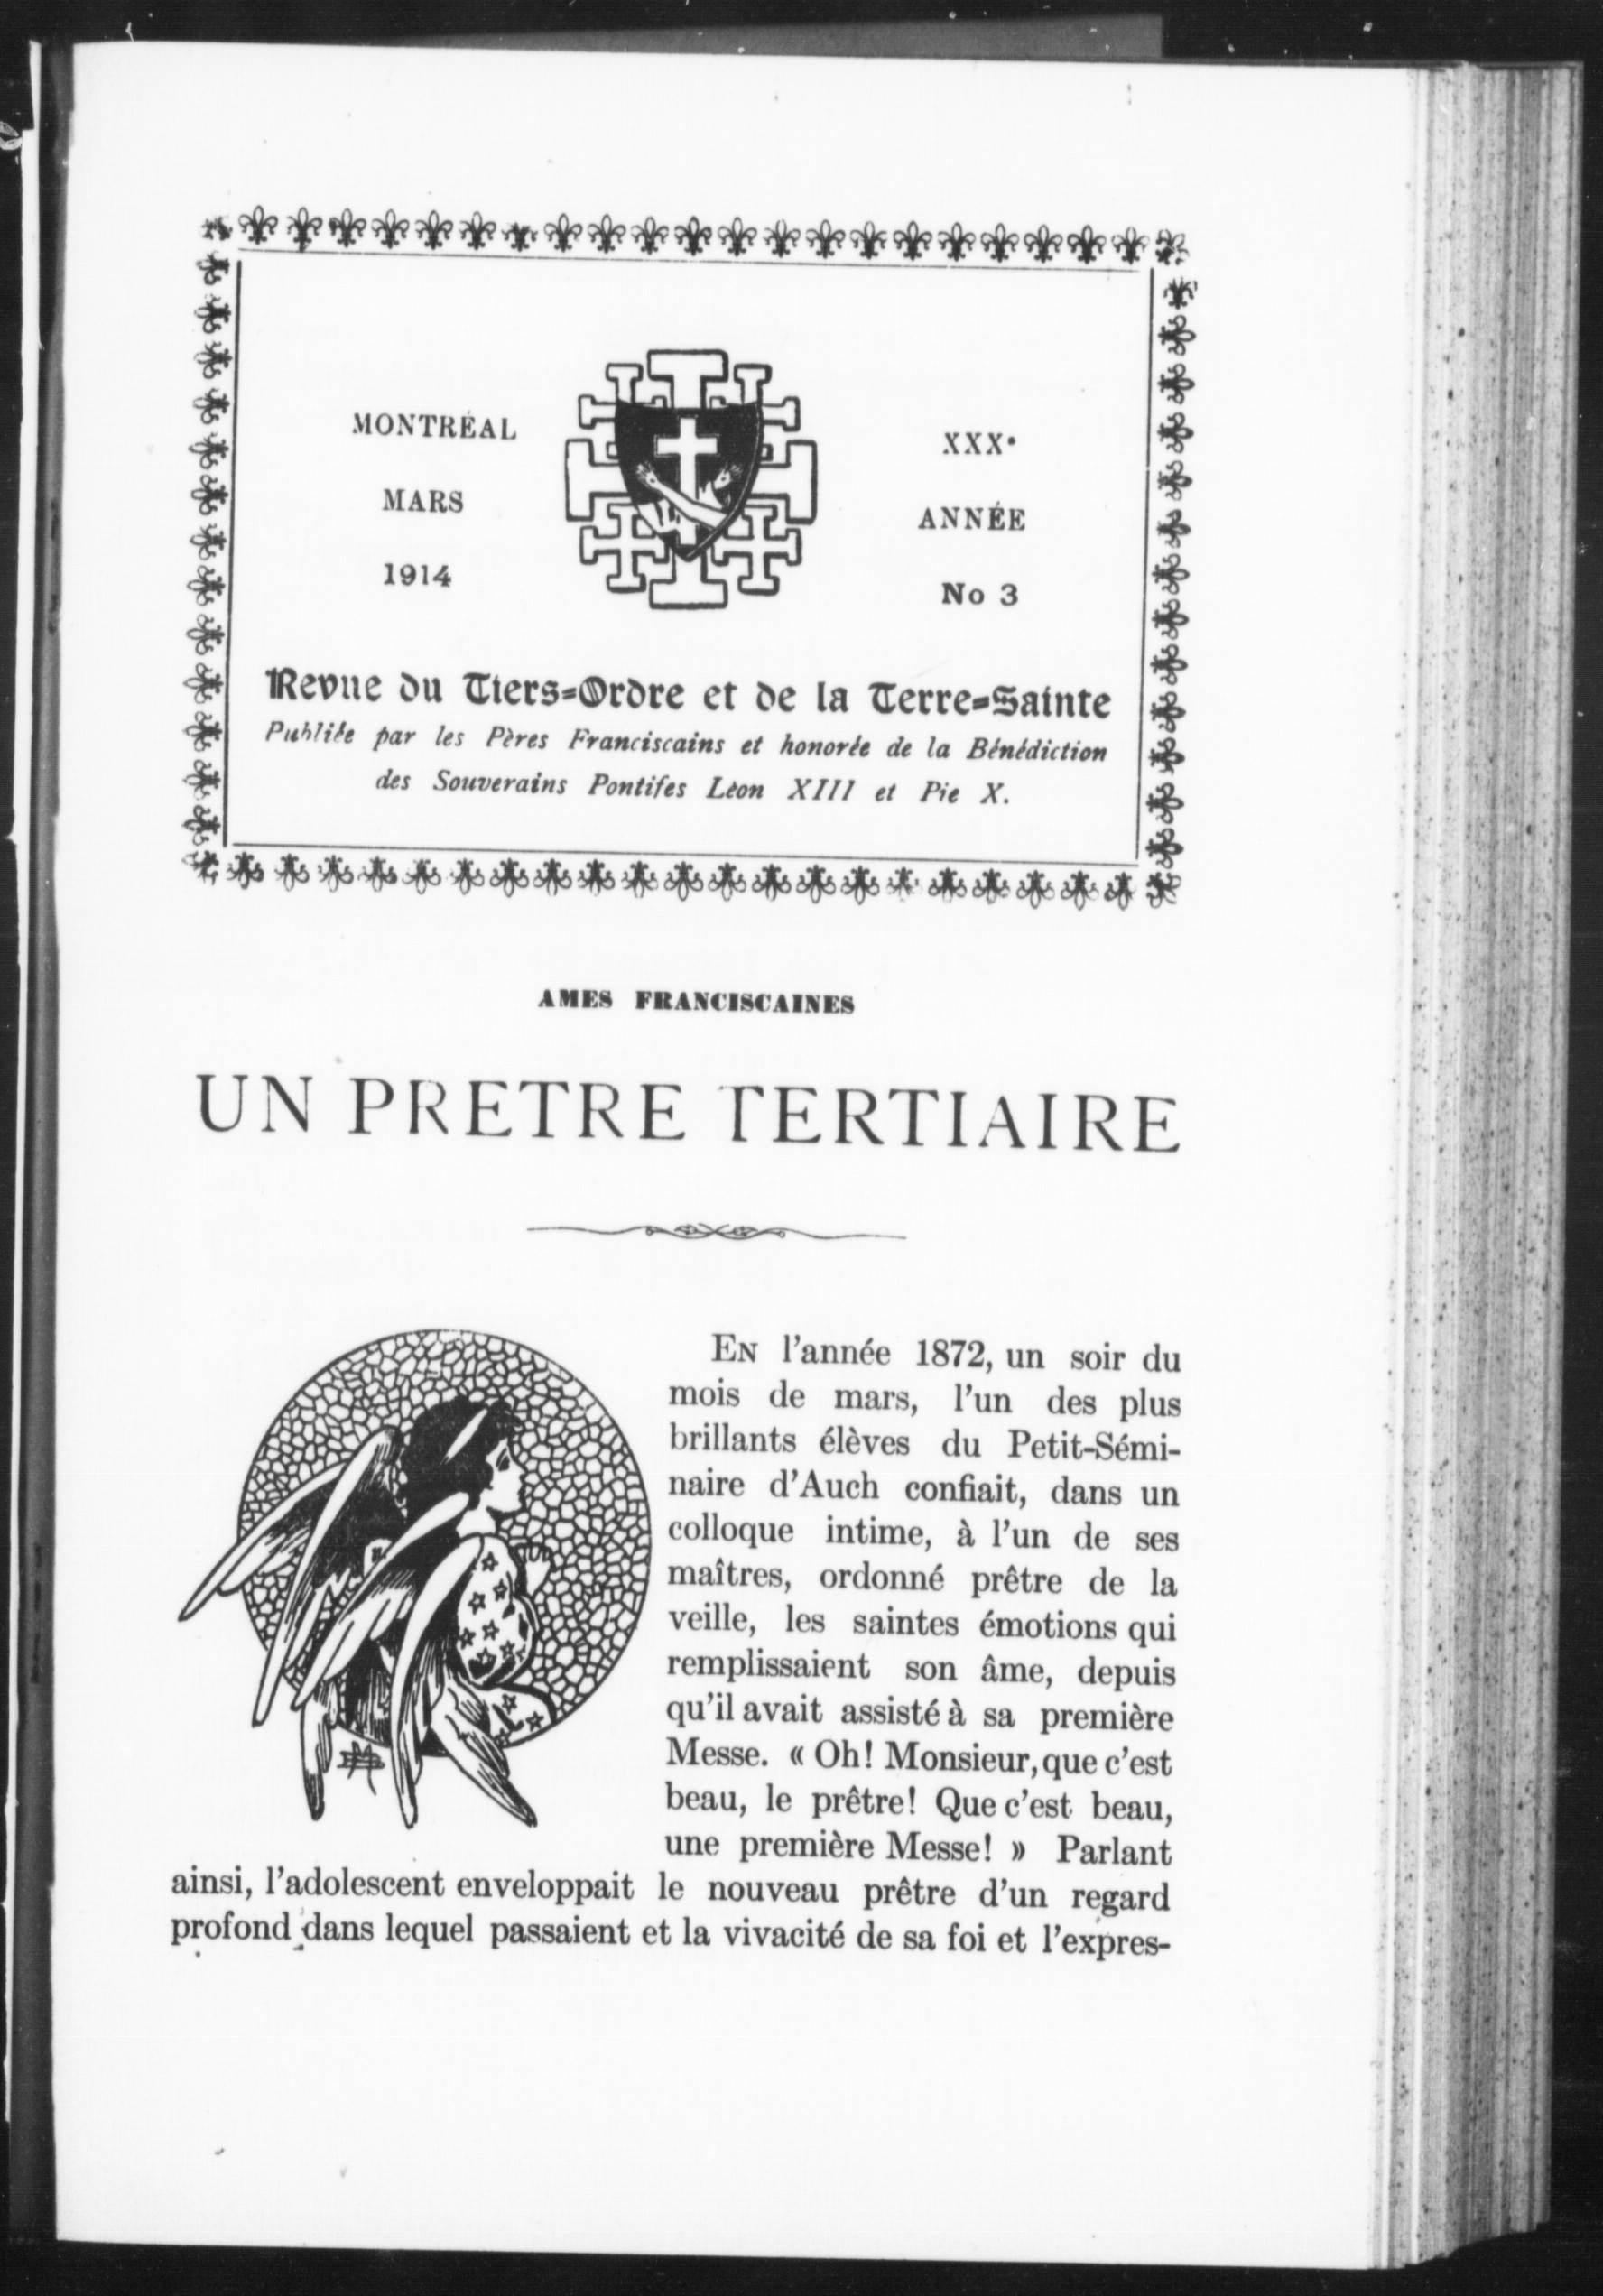 MONTRÉAL
MARS
1914
XXXe
ANNÉE
No 3
Revue du Tiers-Ordre et de la Terre-Sainte
Publiée par les Pères Franciscains et honorée de la Bénédiction
des Souverains Pontifes Léon XIII et Pie X.
AMES FRANCISCAINES
UN PRETRE TERTIAIRE
EN l'année 1872, un soir du
mois de mars, l'un des plus
brillants élèves du Petit-Sémi-
naire d'Auch confiait, dans un
colloque intime, à l'un de ses
maîtres, ordonné prêtre de la
veille, les saintes émotions qui
remplissaient son âme, depuis
qu'il avait assisté à sa première
Messe. « Oh! Monsieur, que c'est
beau, le prêtre! Que c'est beau,
une première Messe! » Parlant
ainsi, l'adolescent enveloppait le nouveau prêtre d'un regard
profond dans lequel passaient et la vivacité de sa foi et l'expres-